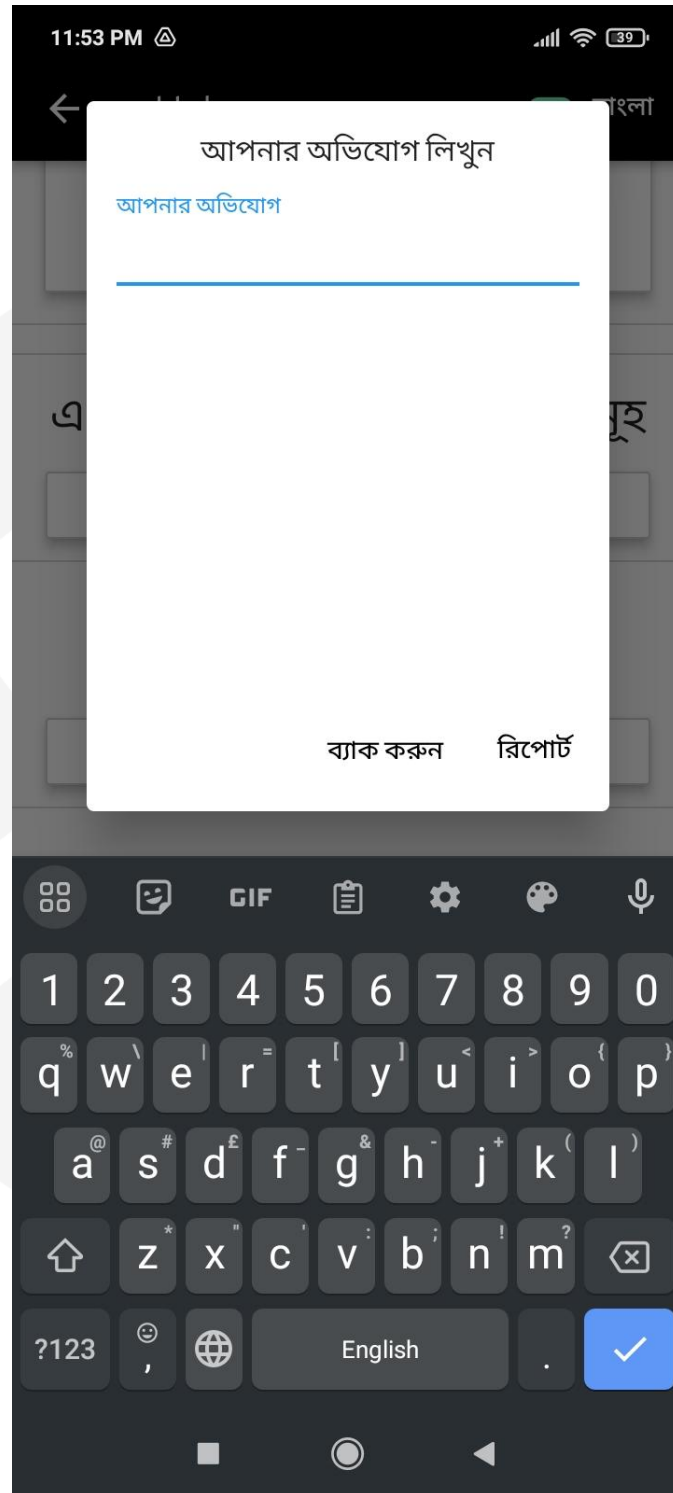 11:53 PM
39
বাংলা
আপনার অভিযোগ লিখুন
আপনার অভিযোগ
ব্যাক করুন রিপোর্ট
GIF
1 2 3 4 5 6 7 8 9 0
% \ | = [ ] < > { }
q w e r t y u i o p
@ # £ _ & - + ( )
a s d f g h j k l
* " ' : ; ! ?
z x c v b n m
?123 , English .